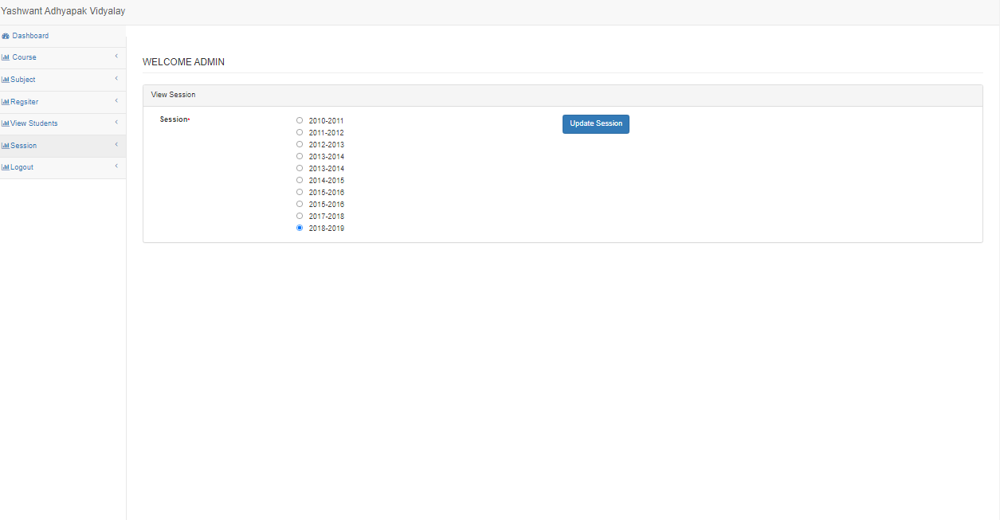 Yashwant Adhyapak Vidyalay
Dashboard
Course
Subject
Regsiter
View Students
Session
Logout
WELCOME ADMIN
View Session
Session*
2010-2011
2011-2012
2012-2013
2013-2014
2013-2014
2014-2015
2015-2016
2015-2016
2017-2018
2018-2019
Update Session